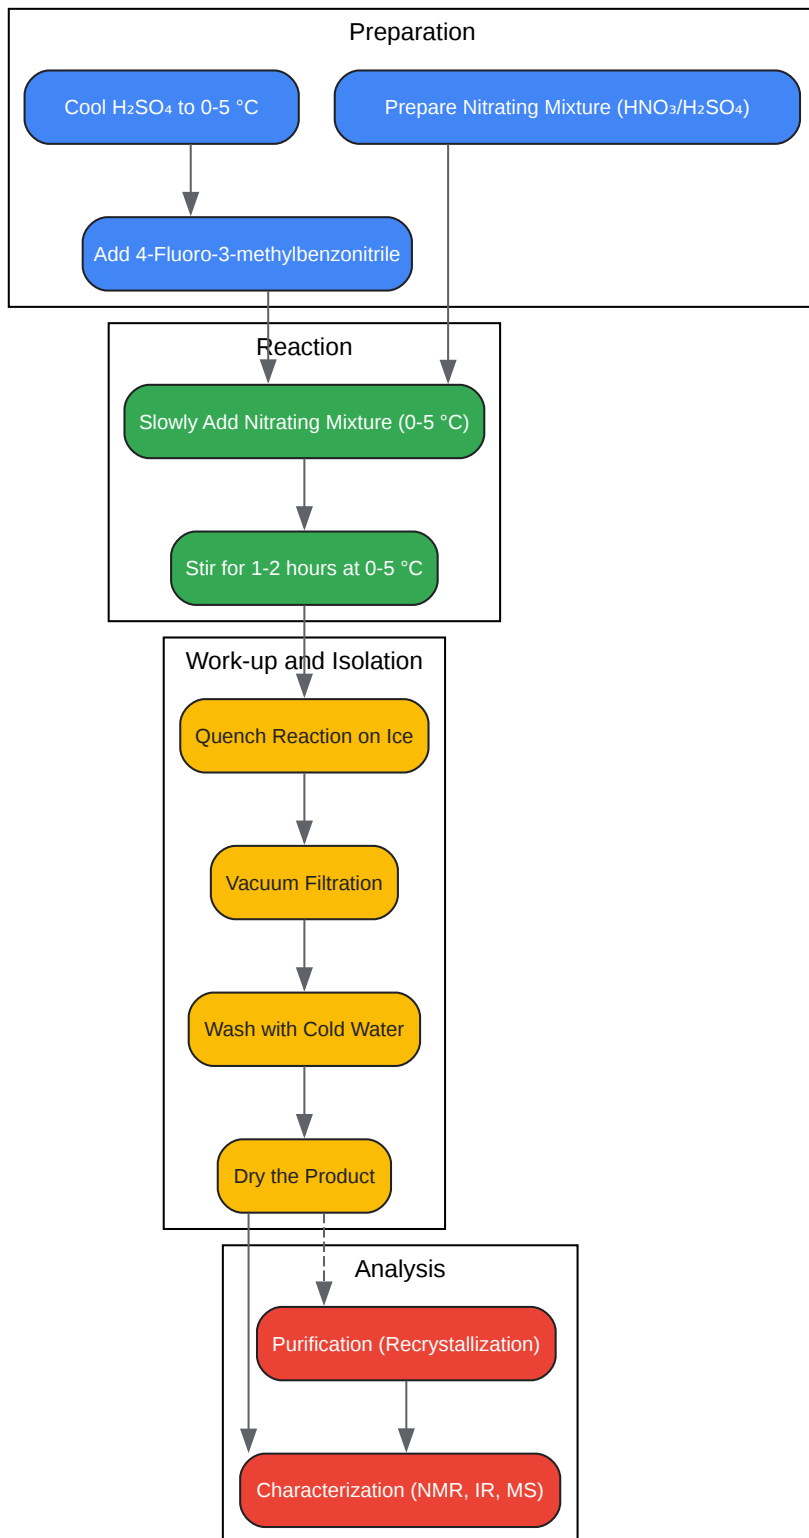 Preparation
Cool H₂SO₄ to 0-5 °C
Prepare Nitrating Mixture (HNO₃/H₂SO₄)
Add 4-Fluoro-3-methylbenzonitrile
Reaction
Slowly Add Nitrating Mixture (0-5 °C)
Stir for 1-2 hours at 0-5 °C
Work-up and Isolation
Quench Reaction on Ice
Vacuum Filtration
Wash with Cold Water
Dry the Product
Analysis
Purification (Recrystallization)
Characterization (NMR, IR, MS)